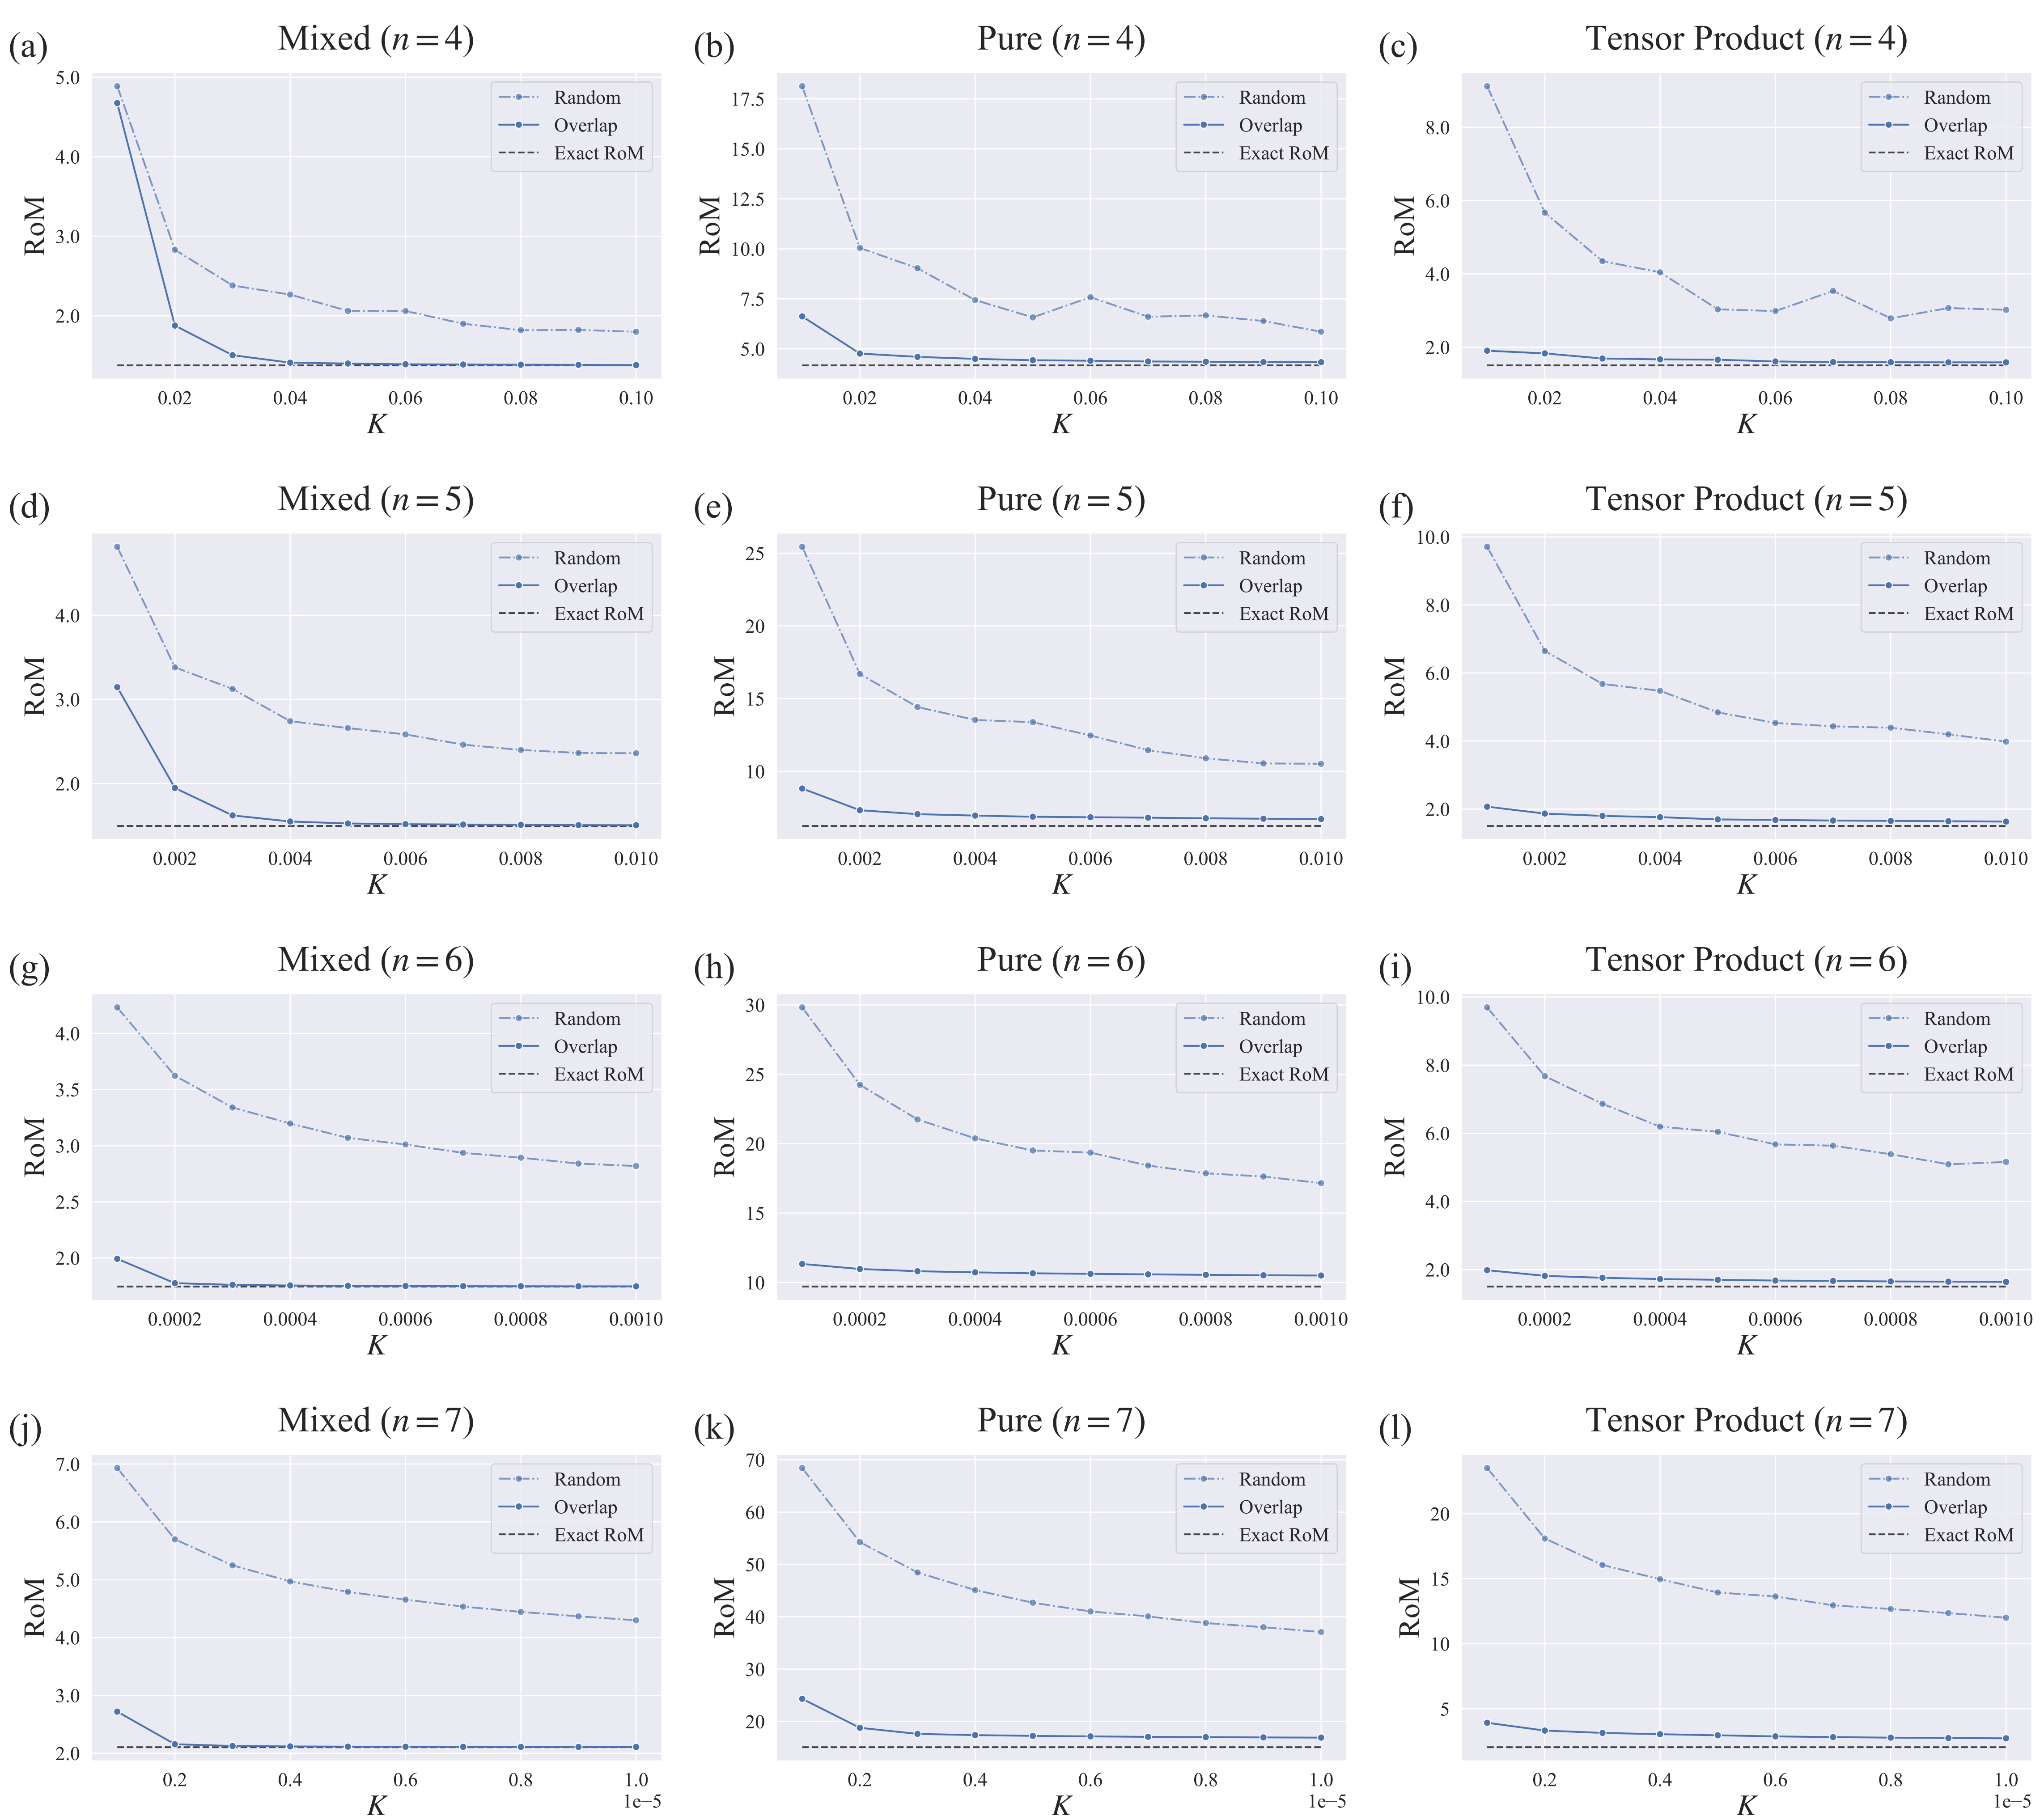 (a) Mixed (n=4)
5.0
4.0
3.0
2.0
RoM
Random
Overlap
Exact RoM
0.02 0.04 0.06 0.08 0.10
K
(b) Pure (n=4)
17.5
15.0
12.5
10.0
7.5
5.0
RoM
Random
Overlap
Exact RoM
0.02 0.04 0.06 0.08 0.10
K
(c) Tensor Product (n=4)
8.0
6.0
4.0
2.0
RoM
Random
Overlap
Exact RoM
0.02 0.04 0.06 0.08 0.10
K
(d) Mixed (n=5)
4.0
3.0
2.0
RoM
Random
Overlap
Exact RoM
0.002 0.004 0.006 0.008 0.010
K
(e) Pure (n=5)
25
20
15
10
RoM
Random
Overlap
Exact RoM
0.002 0.004 0.006 0.008 0.010
K
(f) Tensor Product (n=5)
10.0
8.0
6.0
4.0
2.0
RoM
Random
Overlap
Exact RoM
0.002 0.004 0.006 0.008 0.010
K
(g) Mixed (n=6)
4.0
3.5
3.0
2.5
2.0
RoM
Random
Overlap
Exact RoM
0.0002 0.0004 0.0006 0.0008 0.0010
K
(h) Pure (n=6)
30
25
20
15
10
RoM
Random
Overlap
Exact RoM
0.0002 0.0004 0.0006 0.0008 0.0010
K
(i) Tensor Product (n=6)
10.0
8.0
6.0
4.0
2.0
RoM
Random
Overlap
Exact RoM
0.0002 0.0004 0.0006 0.0008 0.0010
K
(j) Mixed (n=7)
7.0
6.0
5.0
4.0
3.0
2.0
RoM
Random
Overlap
Exact RoM
0.2 0.4 0.6 0.8 1.0
K 1e−5
(k) Pure (n=7)
70
60
50
40
30
20
RoM
Random
Overlap
Exact RoM
0.2 0.4 0.6 0.8 1.0
K 1e−5
(l) Tensor Product (n=7)
20
15
10
5
RoM
Random
Overlap
Exact RoM
0.2 0.4 0.6 0.8 1.0
K 1e−5